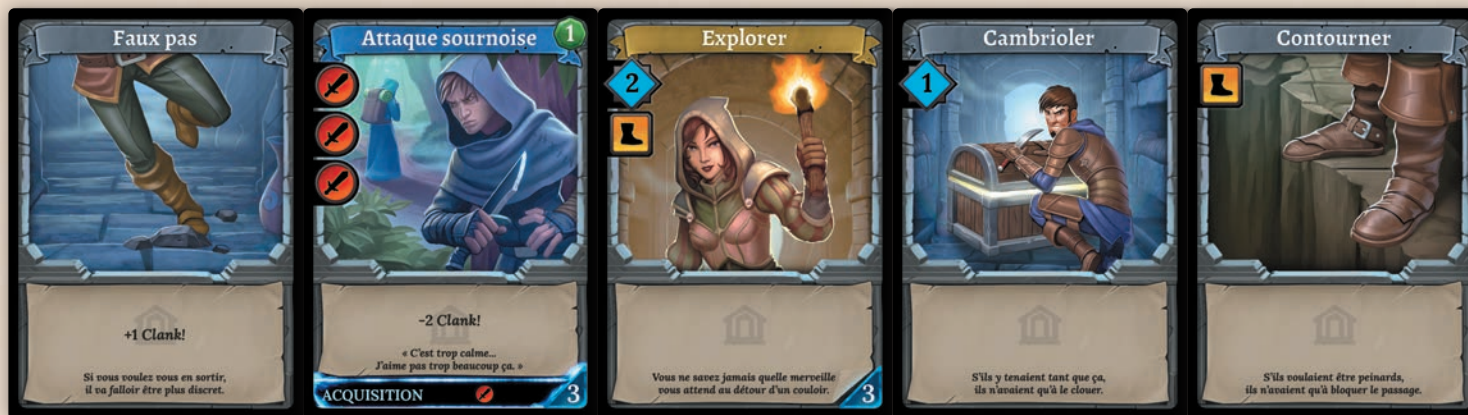 Faux pas
+1 Clank!
Si vous voulez vous en sortir,
il va falloir être plus discret.
Attaque sournoise
1
-2 Clank!
« C'est trop calme...
J'aime pas trop beaucoup ça. »
ACQUISITION
3
Explorer
2
Vous ne savez jamais quelle merveille
vous attend au détour d'un couloir.
3
Cambrioler
1
S'ils y tenaient tant que ça,
ils n'avaient qu'à le clouer.
Contourner
S'ils voulaient être peinards,
ils n'avaient qu'à bloquer le passage.